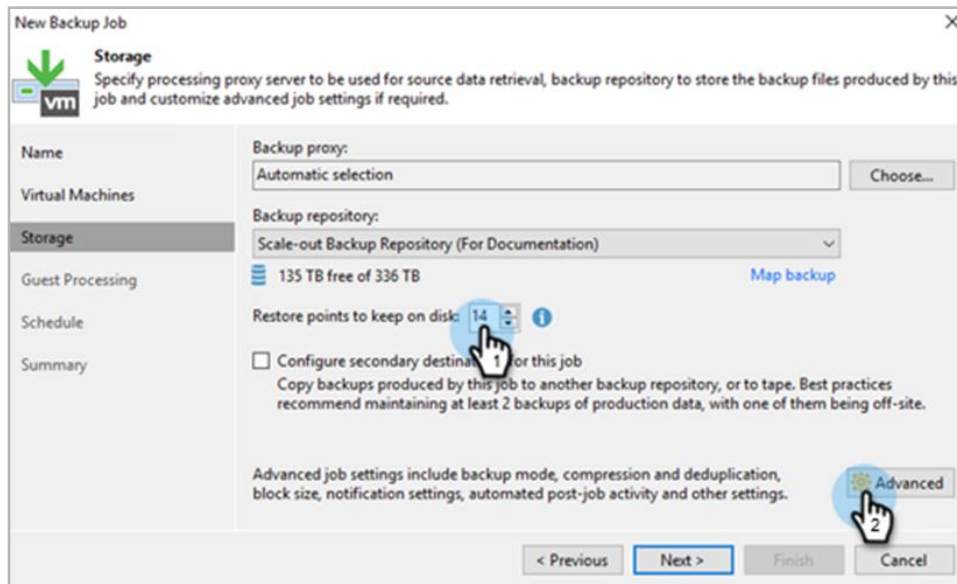 New Backup Job
Storage
Specify processing proxy server to be used for source data retrieval, backup repository to store the backup files produced by this
job and customize advanced job settings if required.
vm
Name
Virtual Machines
Storage
Guest Processing
Schedule
Summary
Backup proxy:
Automatic selection
Choose...
Backup repository:
Scale-out Backup Repository (For Documentation)
135 TB free of 336 TB
Map backup
Restore points to keep on disk: 14
1
Configure secondary for this job
Copy backups produced by this job to another backup repository, or to tape. Best practices
recommend maintaining at least 2 backups of production data, with one of them being off-site.
Advanced job settings include backup mode, compression and deduplication,
block size, notification settings, automated post-job activity and other settings.
Advanced
2
< Previous
Next >
Finish
Cancel